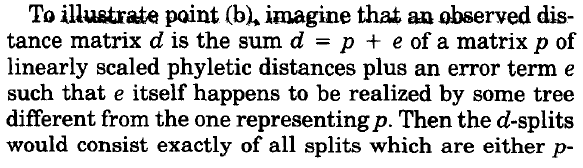 To illustrate point (b), imagine that an observed dis-
tance matrix d is the sum d = p + e of a matrix p of
linearly scaled phyletic distances plus an error term e
such that e itself happens to be realized by some tree
different from the one representing p. Then the d-splits
would consist exactly of all splits which are either p-